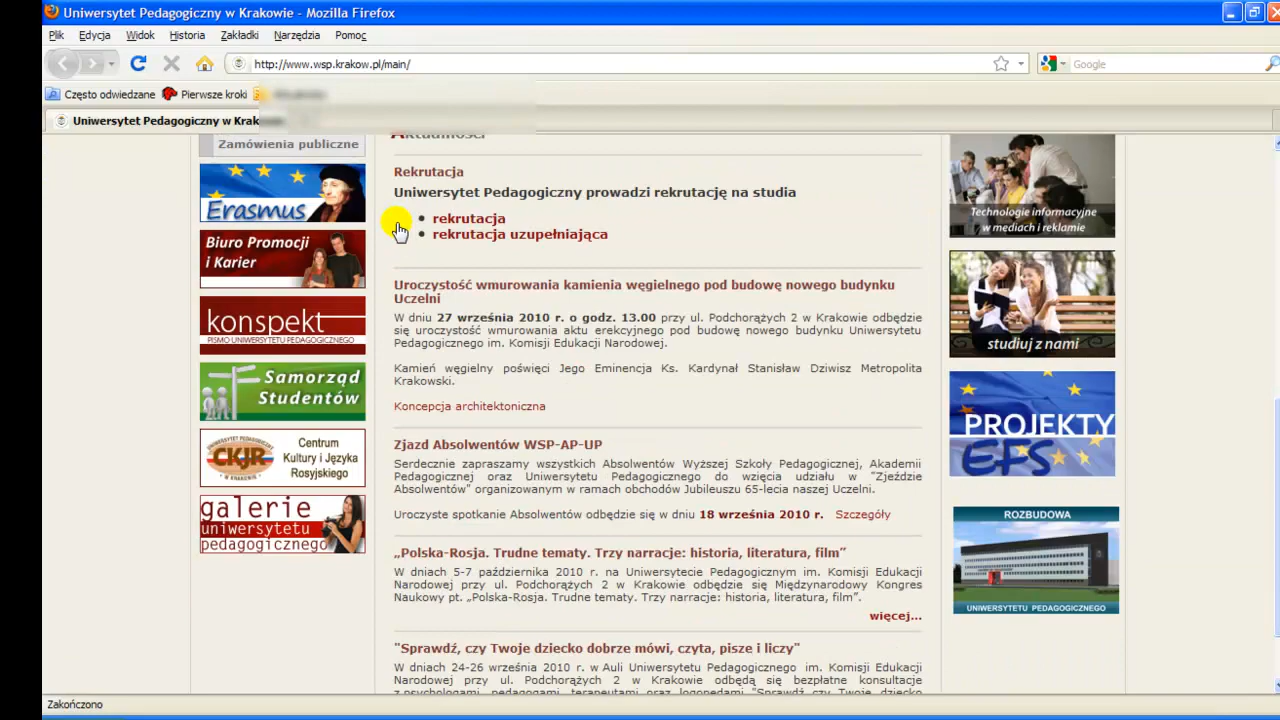 Uniwersytet Pedagogiczny w Krakowie - Mozilla Firefox
Plik Edycja Widok Historia Zakładki Narzędzia Pomoc
http://www.wsp.krakow.pl/main/
Google
Często odwiedzane Pierwsze kroki
Uniwersytet Pedagogiczny w Krak
Aktualności
Zamówienia publiczne
Erasmus
Biuro Promocji
i Karier
konspekt
PISMO UNIWERSYTETU PEDAGOGICZNEGO
Samorząd
Studentów
CKJR
Centrum
Kultury i Języka
Rosyjskiego
galerie
uniwersytetu
pedagogicznego
Rekrutacja
Uniwersytet Pedagogiczny prowadzi rekrutację na studia
• rekrutacja
• rekrutacja uzupełniająca
Uroczystość wmurowania kamienia węgielnego pod budowę nowego budynku
Uczelni
W dniu 27 września 2010 r. o godz. 13.00 przy ul. Podchorążych 2 w Krakowie odbędzie
się uroczystość wmurowania aktu erekcyjnego pod budowę nowego budynku Uniwersytetu
Pedagogicznego im. Komisji Edukacji Narodowej.
Kamień węgielny poświęci Jego Eminencja Ks. Kardynał Stanisław Dziwisz Metropolita
Krakowski.
Koncepcja architektoniczna
Zjazd Absolwentów WSP-AP-UP
Serdecznie zapraszamy wszystkich Absolwentów Wyższej Szkoły Pedagogicznej, Akademii
Pedagogicznej oraz Uniwersytetu Pedagogicznego do wzięcia udziału w "Zjeździe
Absolwentów" organizowanym w ramach obchodów Jubileuszu 65-lecia naszej Uczelni.
Uroczyste spotkanie Absolwentów odbędzie się w dniu 18 września 2010 r. Szczegóły
„Polska-Rosja. Trudne tematy. Trzy narracje: historia, literatura, film”
W dniach 5-7 października 2010 r. na Uniwersytecie Pedagogicznym im. Komisji Edukacji
Narodowej przy ul. Podchorążych 2 w Krakowie odbędzie się Międzynarodowy Kongres
Naukowy pt. „Polska-Rosja. Trudne tematy. Trzy narracje: historia, literatura, film”.
więcej...
"Sprawdź, czy Twoje dziecko dobrze mówi, czyta, pisze i liczy"
W dniach 24-26 września 2010 r. w Auli Uniwersytetu Pedagogicznego im. Komisji Edukacji
Narodowej przy ul. Podchorążych 2 w Krakowie odbędą się bezpłatne konsultacje
z psychologami, pedagogami, terapeutami oraz logopedami "Sprawdź czy Twoje dziecko
Technologie informacyjne
w mediach i reklamie
studiuj z nami
PROJEKTY
EFS
ROZBUDOWA
UNIWERSYTETU PEDAGOGICZNEGO
Zakończono